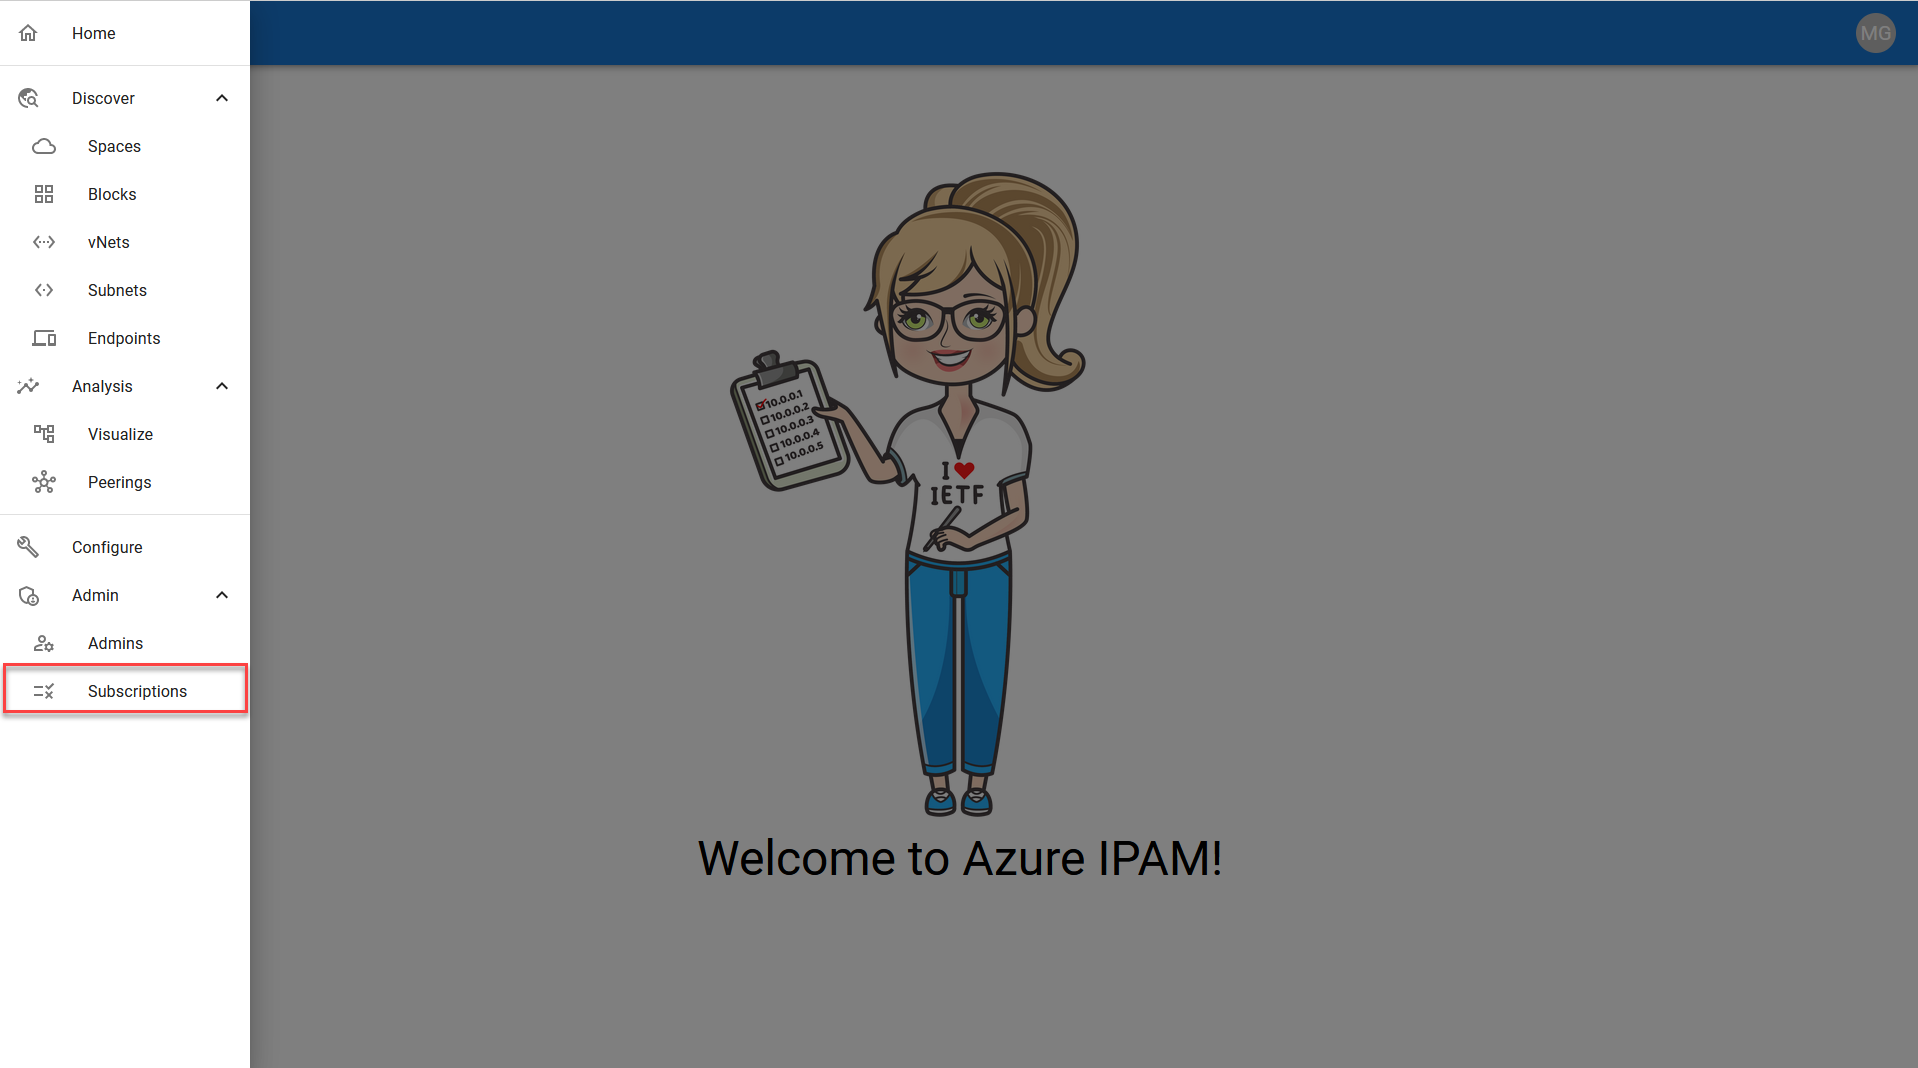 Home
MG
Discover
Spaces
Blocks
vNets
Subnets
Endpoints
Analysis
Visualize
Peerings
Configure
Admin
Admins
Subscriptions
10.0.0.1
10.0.0.2
10.0.0.3
10.0.0.4
10.0.0.5
I
IETF
Welcome to Azure IPAM!